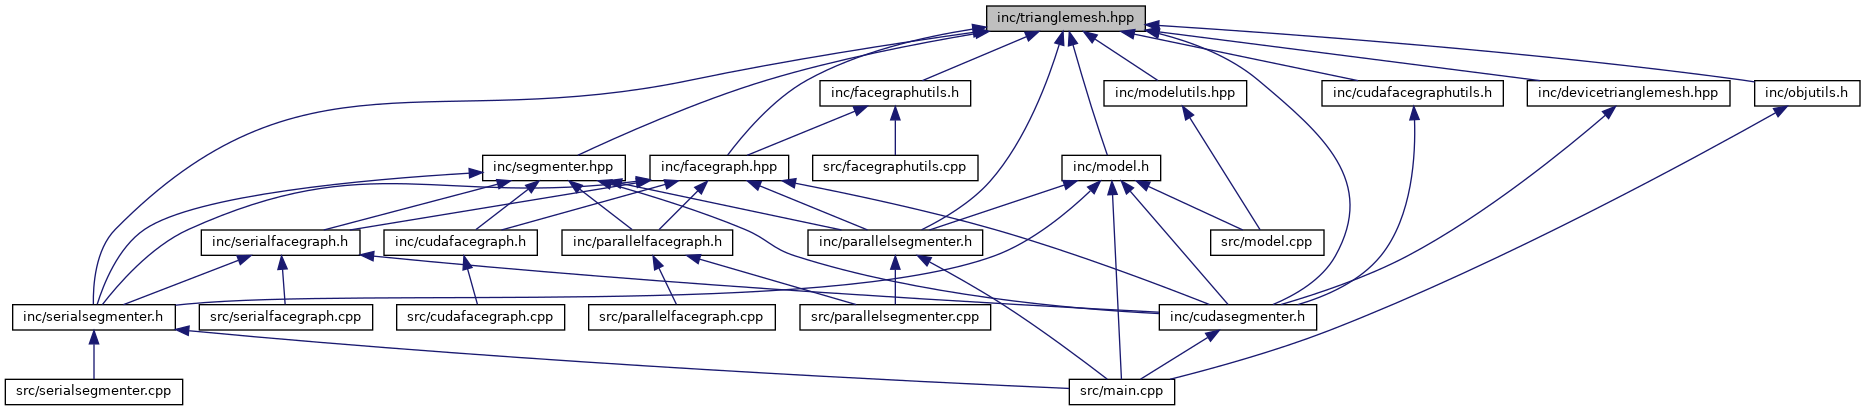 inc/trianglemesh.hpp
inc/facegraphutils.h
inc/modelutils.hpp
inc/cudafacegraphutils.h
inc/devicetrianglemesh.hpp
inc/objutils.h
inc/segmenter.hpp
inc/facegraph.hpp
src/facegraphutils.cpp
inc/model.h
inc/serialfacegraph.h
inc/cudafacegraph.h
inc/parallelfacegraph.h
inc/parallelsegmenter.h
src/model.cpp
inc/serialsegmenter.h
src/serialfacegraph.cpp
src/cudafacegraph.cpp
src/parallelfacegraph.cpp
src/parallelsegmenter.cpp
inc/cudasegmenter.h
src/serialsegmenter.cpp
src/main.cpp